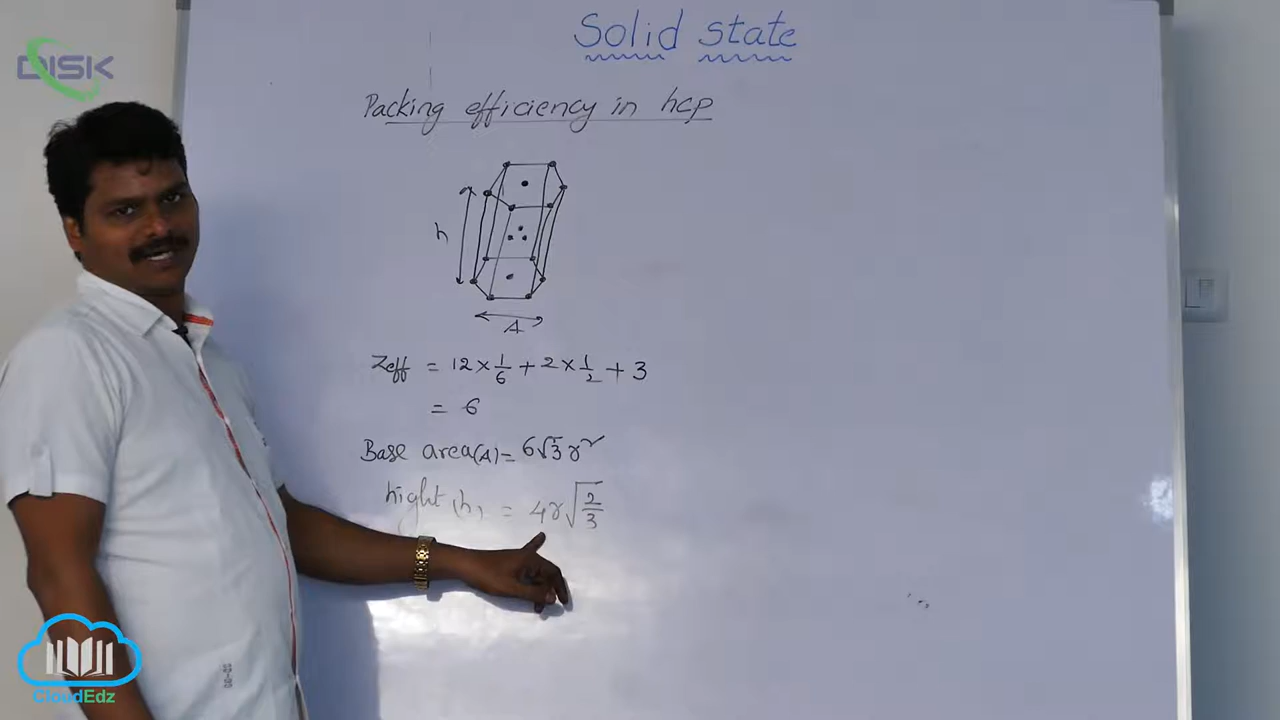 DISK
Solid state
Packing efficiency in hcp
h
A
Zeff = 12 × 1/6 + 2 × 1/2 + 3
= 6
Base area(A) = 6√3 r²
hight (h) = 4r√2/3
CloudEdz